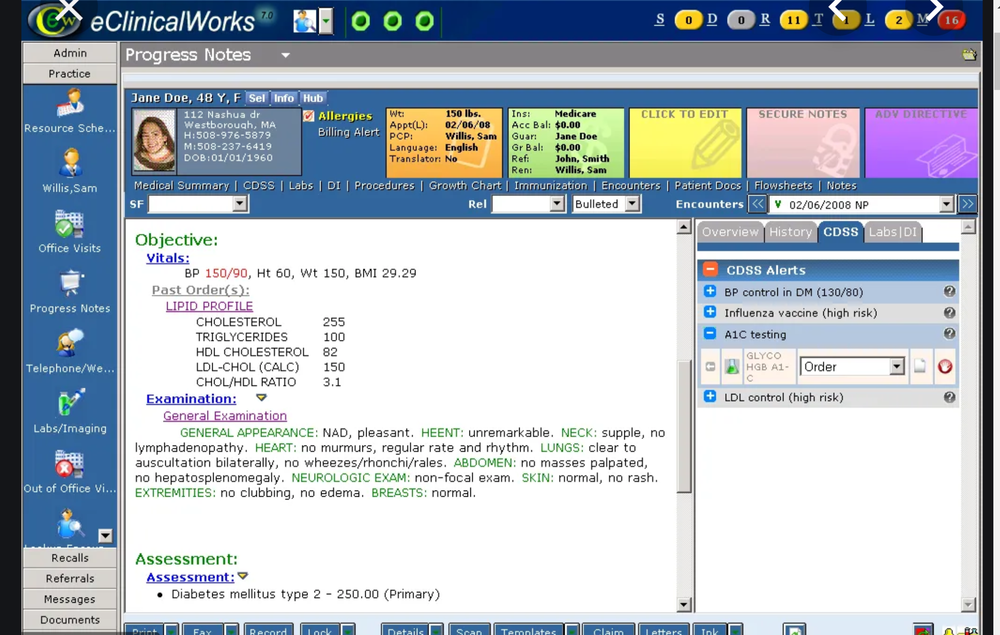 eClinicalWorks 7.0
S 0 D 0 R 11 T 1 L 2 M 16
Admin
Practice
Resource Sche...
Willis,Sam
Office Visits
Progress Notes
Telephone/We...
Labs/Imaging
Out of Office Vi...
Recalls
Referrals
Messages
Documents
Progress Notes
Jane Doe, 48 Y, F Sel Info Hub
112 Nashua dr
Westborough, MA
H:508-976-5879
M:508-237-6419
DOB:01/01/1960
Allergies
Billing Alert
Wt: 150 lbs.
Appt(L): 02/06/08
PCP: Willis, Sam
Language: English
Translator: No
Ins: Medicare
Acc Bal: $0.00
Guar: Jane Doe
Gr Bal: $0.00
Ref: John, Smith
Ren: Willis, Sam
CLICK TO EDIT
SECURE NOTES
ADV DIRECTIVE
Medical Summary | CDSS | Labs | DI | Procedures | Growth Chart | Immunization | Encounters | Patient Docs | Flowsheets | Notes
SF Rel Bulleted Encounters << V 02/06/2008 NP >>
Objective:
Vitals:
BP 150/90, Ht 60, Wt 150, BMI 29.29
Past Order(s):
LIPID PROFILE
CHOLESTEROL 255
TRIGLYCERIDES 100
HDL CHOLESTEROL 82
LDL-CHOL (CALC) 150
CHOL/HDL RATIO 3.1
Examination:
General Examination
GENERAL APPEARANCE: NAD, pleasant. HEENT: unremarkable. NECK: supple, no
lymphadenopathy. HEART: no murmurs, regular rate and rhythm. LUNGS: clear to
auscultation bilaterally, no wheezes/rhonchi/rales. ABDOMEN: no masses palpated,
no hepatosplenomegaly. NEUROLOGIC EXAM: non-focal exam. SKIN: normal, no rash.
EXTREMITIES: no clubbing, no edema. BREASTS: normal.
Assessment:
Assessment:
• Diabetes mellitus type 2 - 250.00 (Primary)
Overview History CDSS Labs|DI
CDSS Alerts
BP control in DM (130/80)
Influenza vaccine (high risk)
A1C testing
GLYCO
HGB A1-
C
Order
LDL control (high risk)
Print Fax Record Lock Details Scan Templates Claim Letters Ink